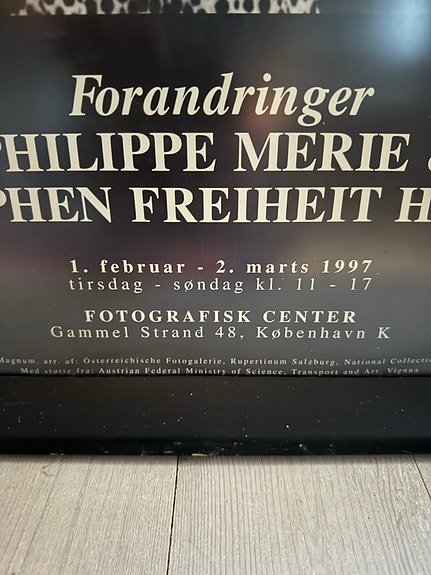 Forandringer
PHILIPPE MERIE
PHEN FREIHEIT H
1. februar - 2. marts 1997
tirsdag - søndag kl. 11 - 17
FOTOGRAFISK CENTER
Gammel Strand 48, København K
Magnum, arr. af: Österreichische Fotogalerie, Rupertinum Salzburg, National Collectio
Med støtte fra: Austrian Federal Ministry of Science, Transport and Art, Vienna